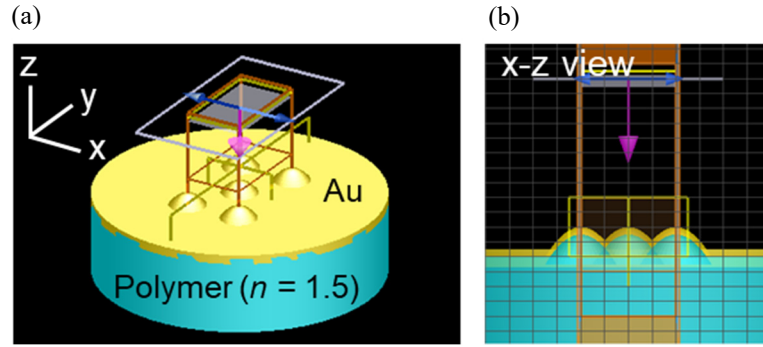 (a)
(b)
z
y
x
Au
Polymer (n = 1.5)
x-z view